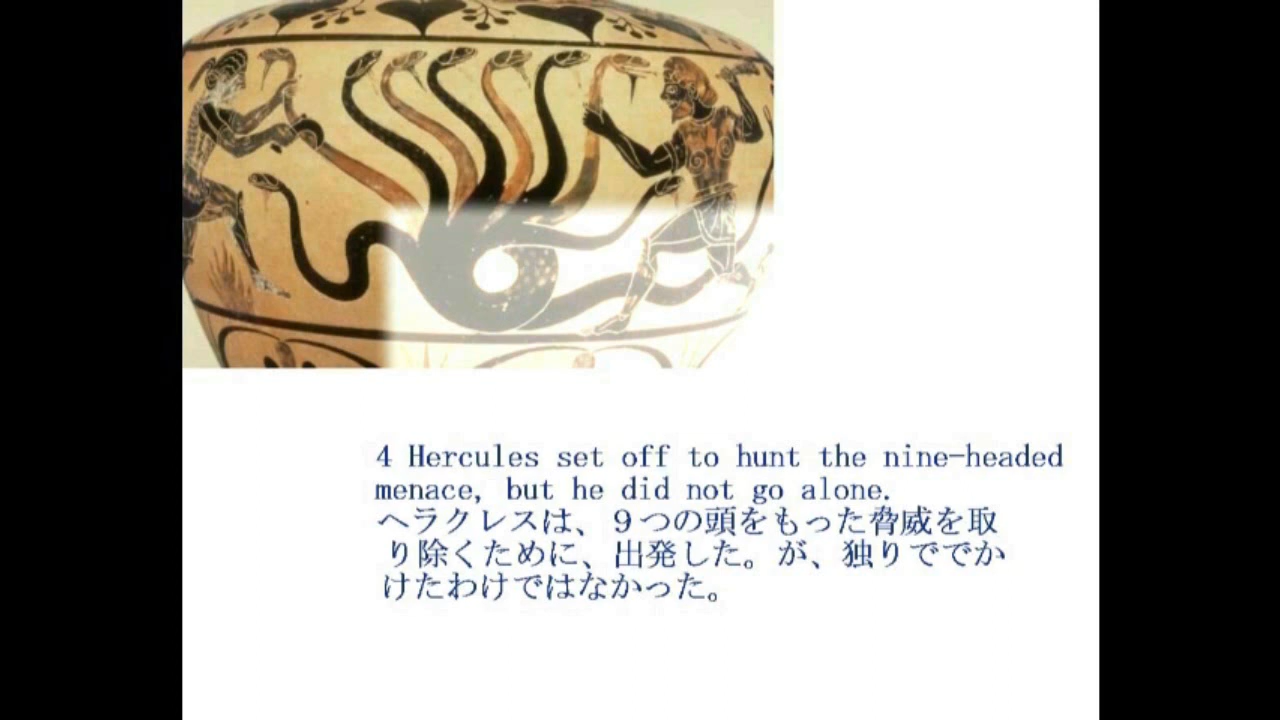 4 Hercules set off to hunt the nine-headed
menace, but he did not go alone.
ヘラクレスは、９つの頭をもった脅威を取
り除くために、出発した。が、独りででか
けたわけではなかった。